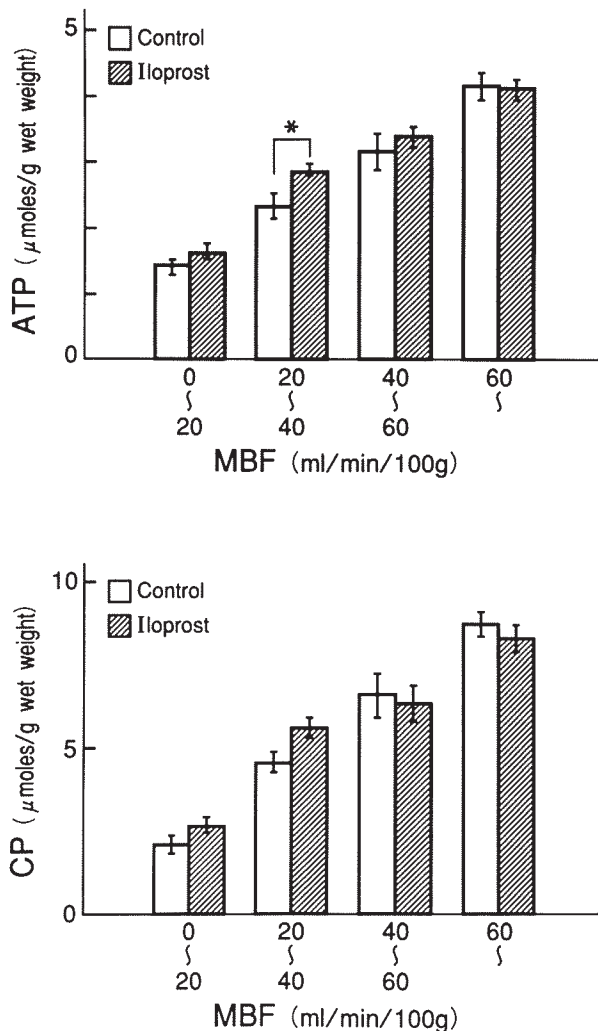 5
Control
Iloprost
*
ATP (μmoles/g wet weight)
0
0 20 40 60
~ ~ ~ ~
20 40 60
MBF (ml/min/100g)
10
Control
Iloprost
5
CP (μmoles/g wet weight)
0
0 20 40 60
~ ~ ~ ~
20 40 60
MBF (ml/min/100g)